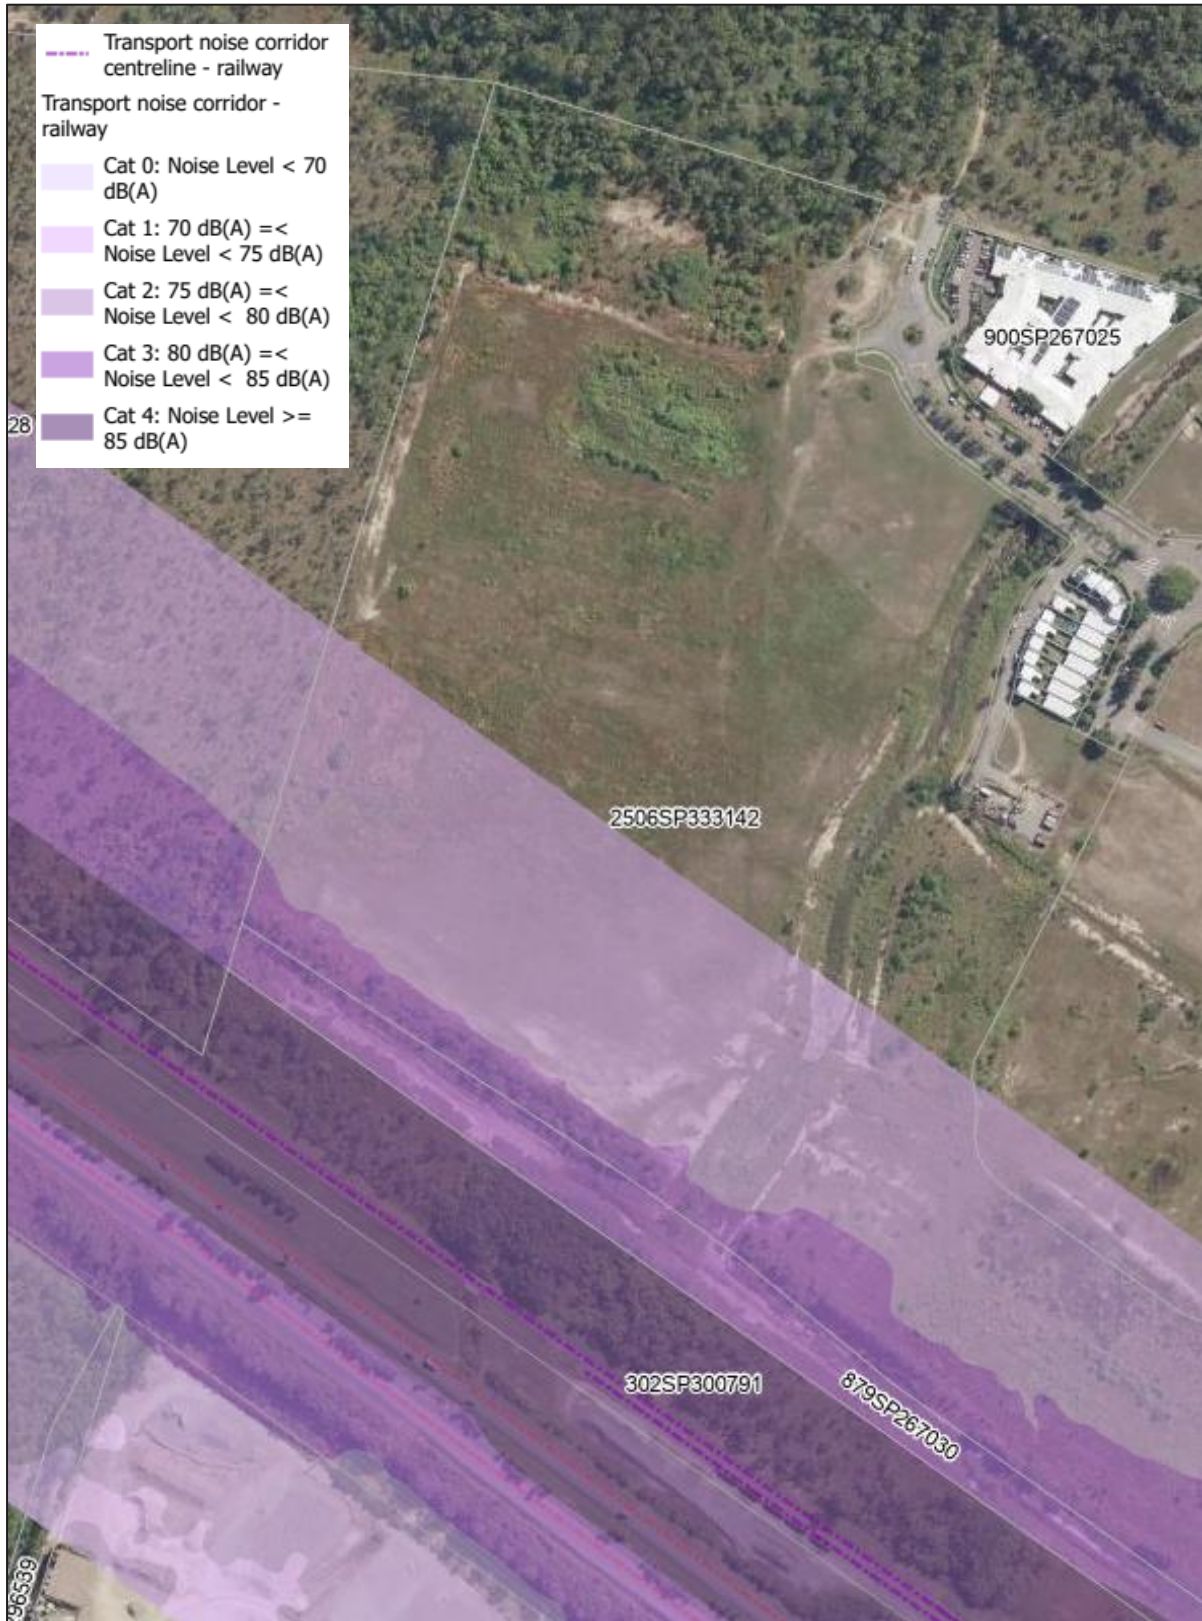 Transport noise corridor
centreline - railway
Transport noise corridor -
railway
Cat 0: Noise Level < 70
dB(A)
Cat 1: 70 dB(A) =<
Noise Level < 75 dB(A)
Cat 2: 75 dB(A) =<
Noise Level < 80 dB(A)
Cat 3: 80 dB(A) =<
Noise Level < 85 dB(A)
Cat 4: Noise Level >=
85 dB(A)
900SP267025
28
2506SP333142
302SP300791
879SP267030
96539